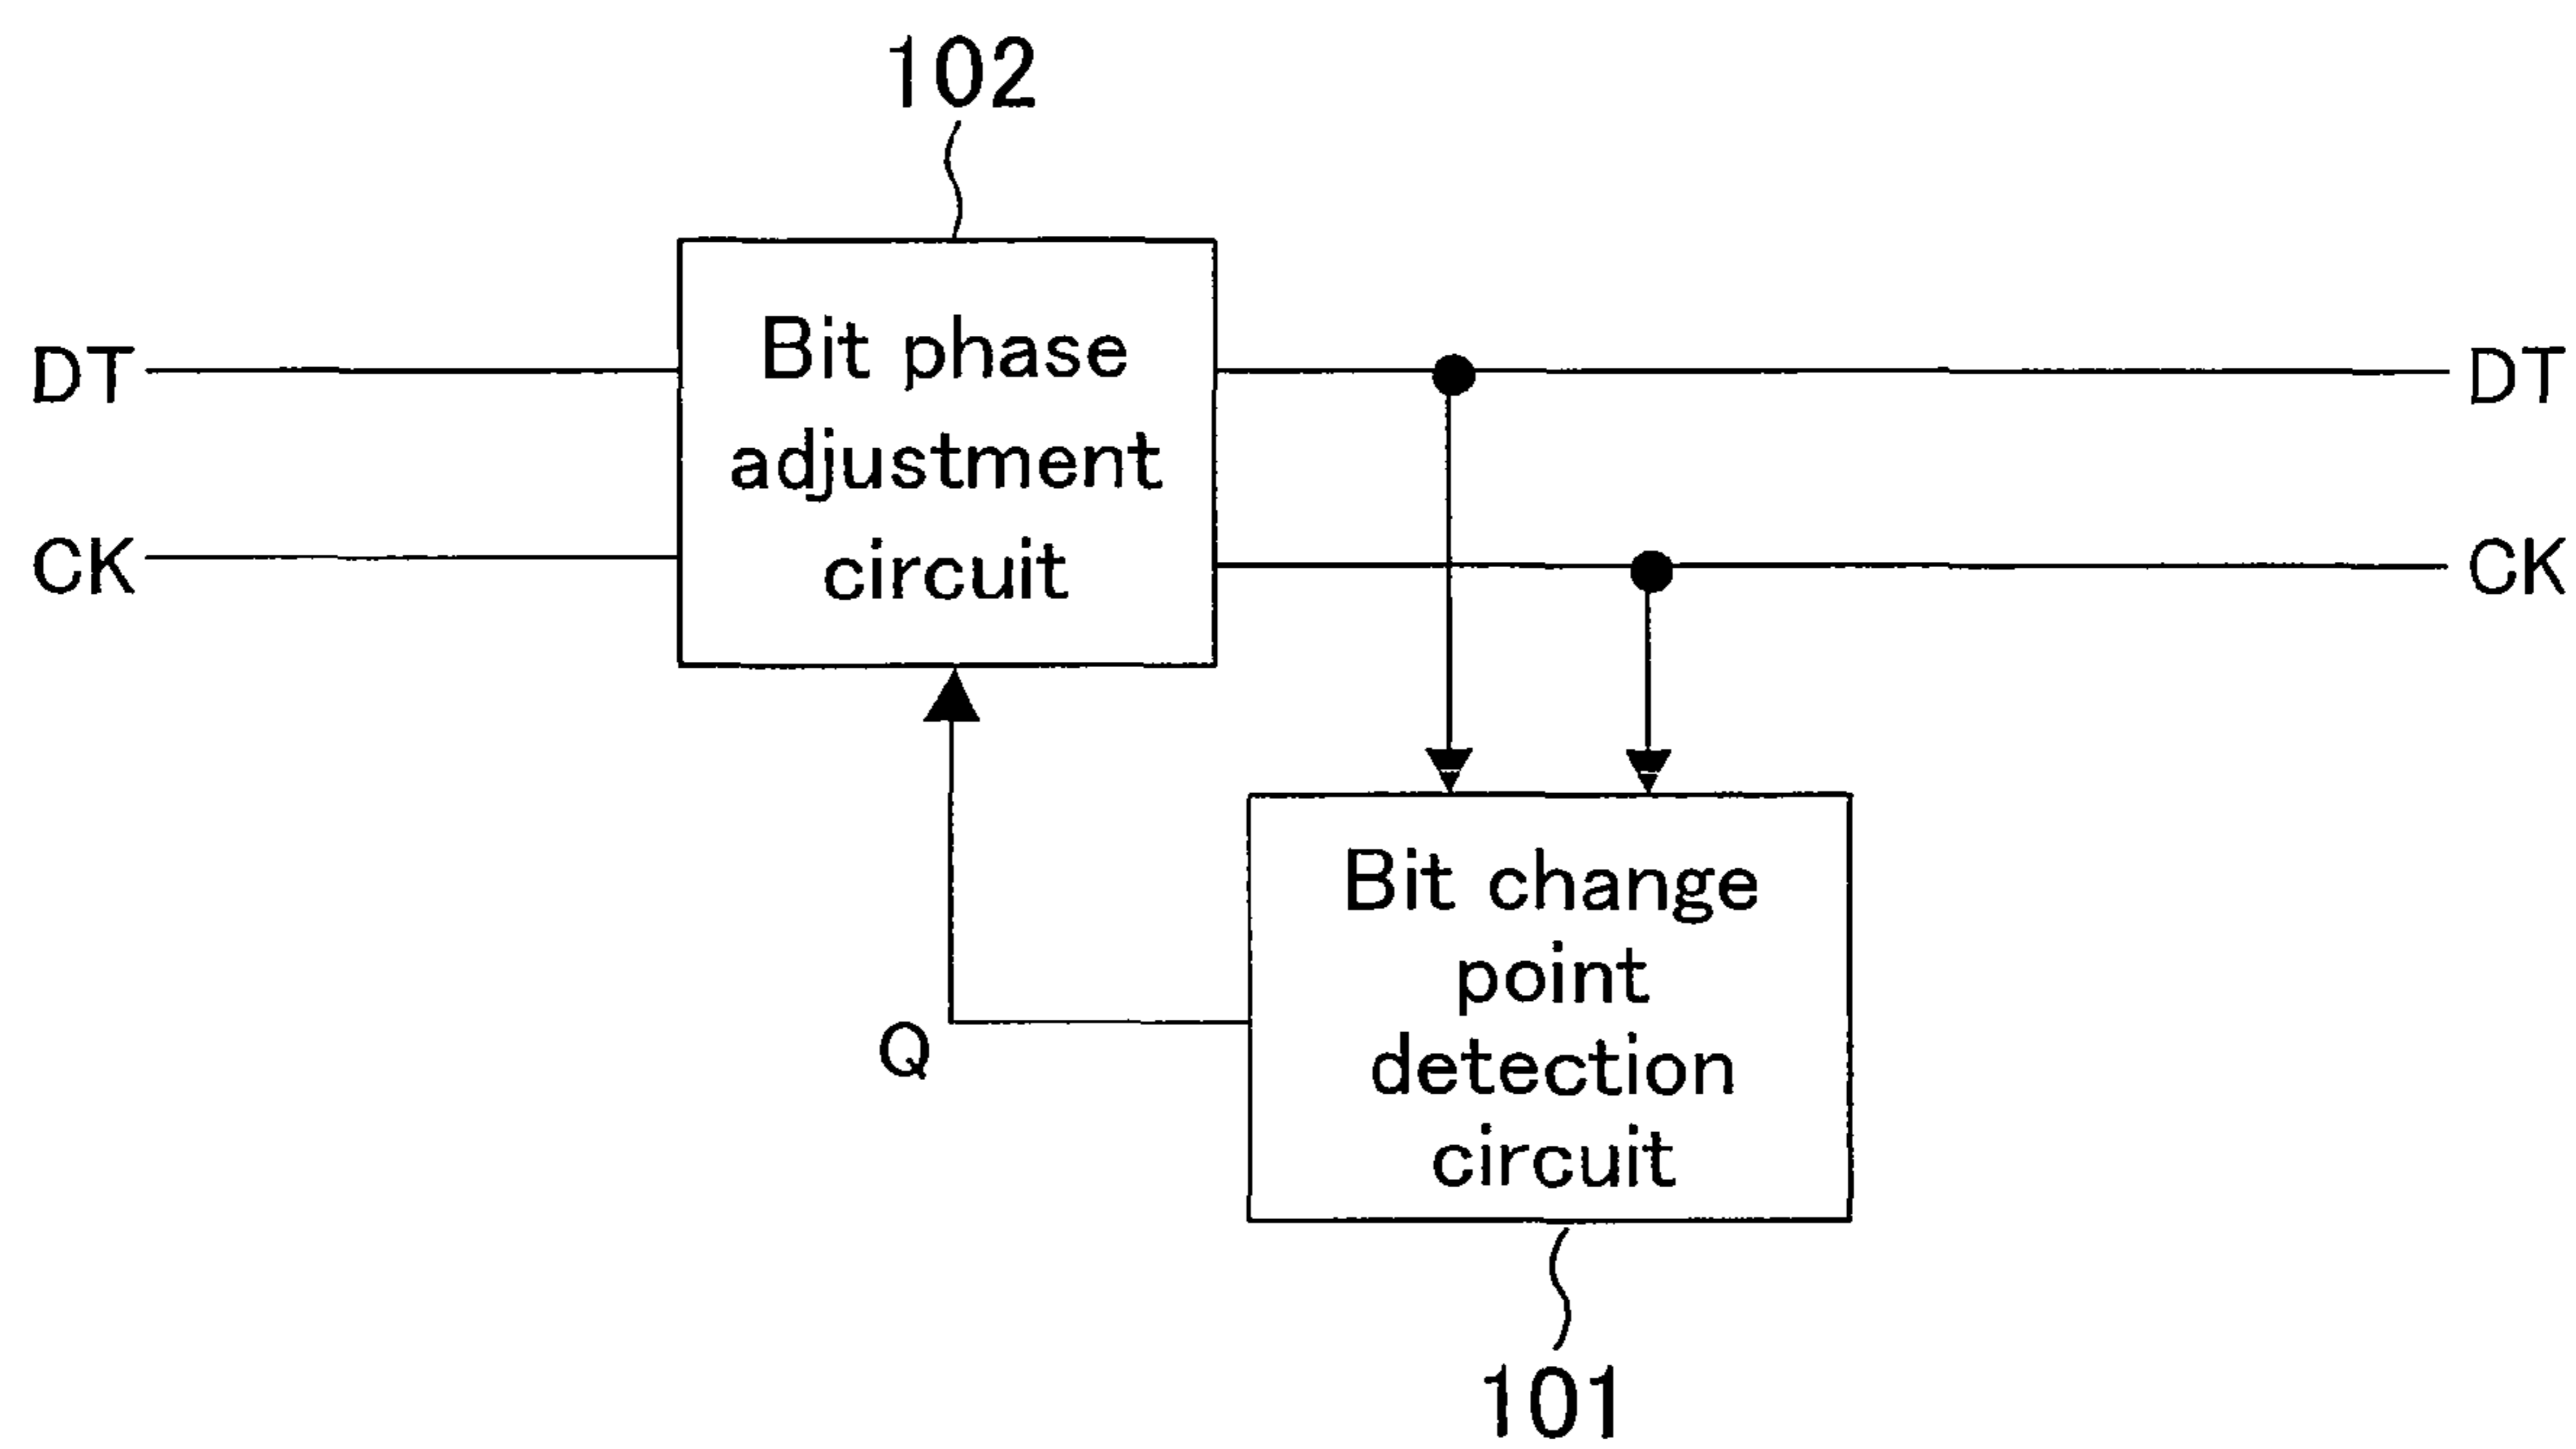 102
Bit phase
adjustment
circuit
DT
DT
CK
CK
Bit change
point
detection
circuit
Q
101